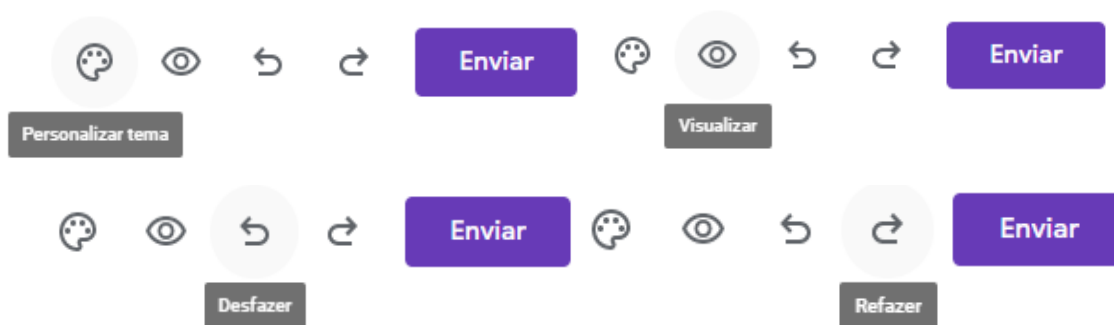 Enviar
Enviar
Personalizar tema
Visualizar
Enviar
Enviar
Desfazer
Refazer